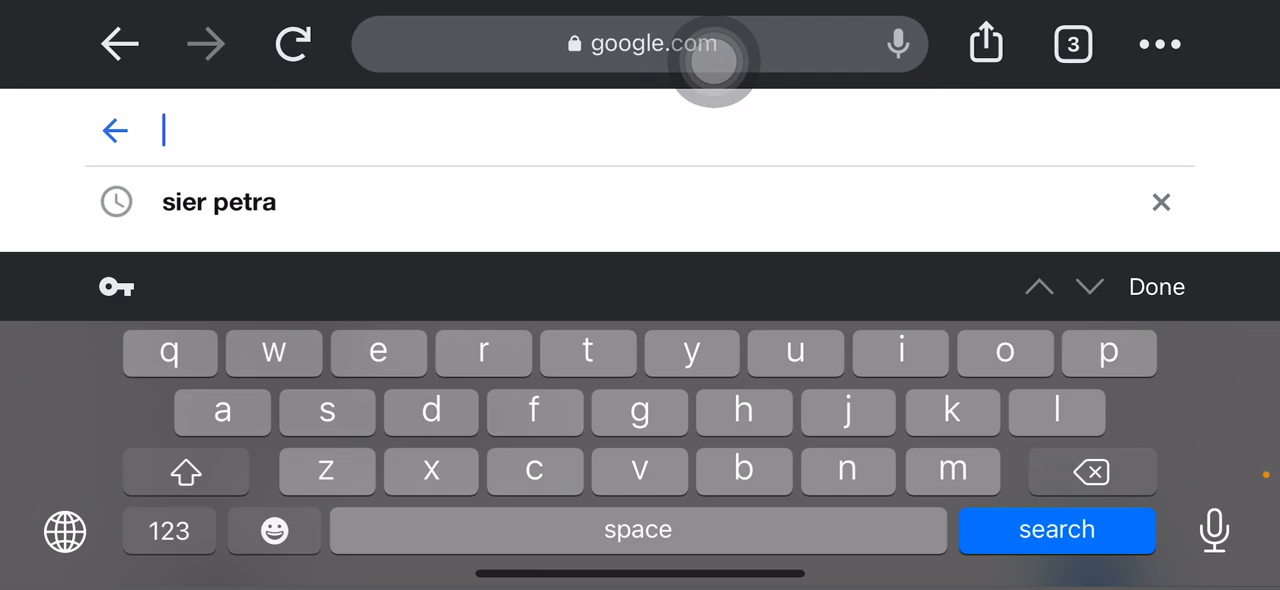 google.com
3
sier petra
Done
q w e r t y u i o p
a s d f g h j k l
z x c v b n m
123 space search